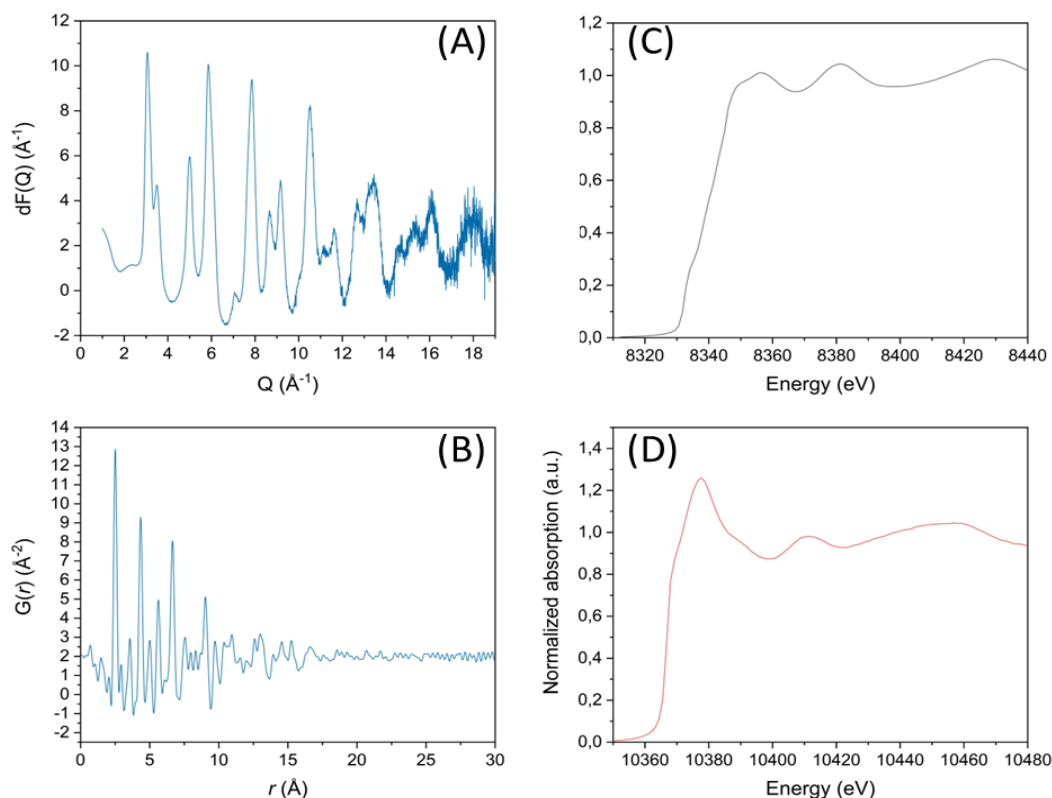 (A)
dF(Q) (Å-1)
12
10
8
6
4
2
0
-2
0 2 4 6 8 10 12 14 16 18
Q (Å-1)
(C)
1,2
1,0
0,8
0,6
0,4
0,2
0,0
8320 8340 8360 8380 8400 8420 8440
Energy (eV)
(B)
G(r) (Å-2)
14
13
12
11
10
9
8
7
6
5
4
3
2
1
0
-1
-2
0 5 10 15 20 25 30
r (Å)
(D)
Normalized absorption (a.u.)
1,4
1,2
1,0
0,8
0,6
0,4
0,2
0,0
10360 10380 10400 10420 10440 10460 10480
Energy (eV)